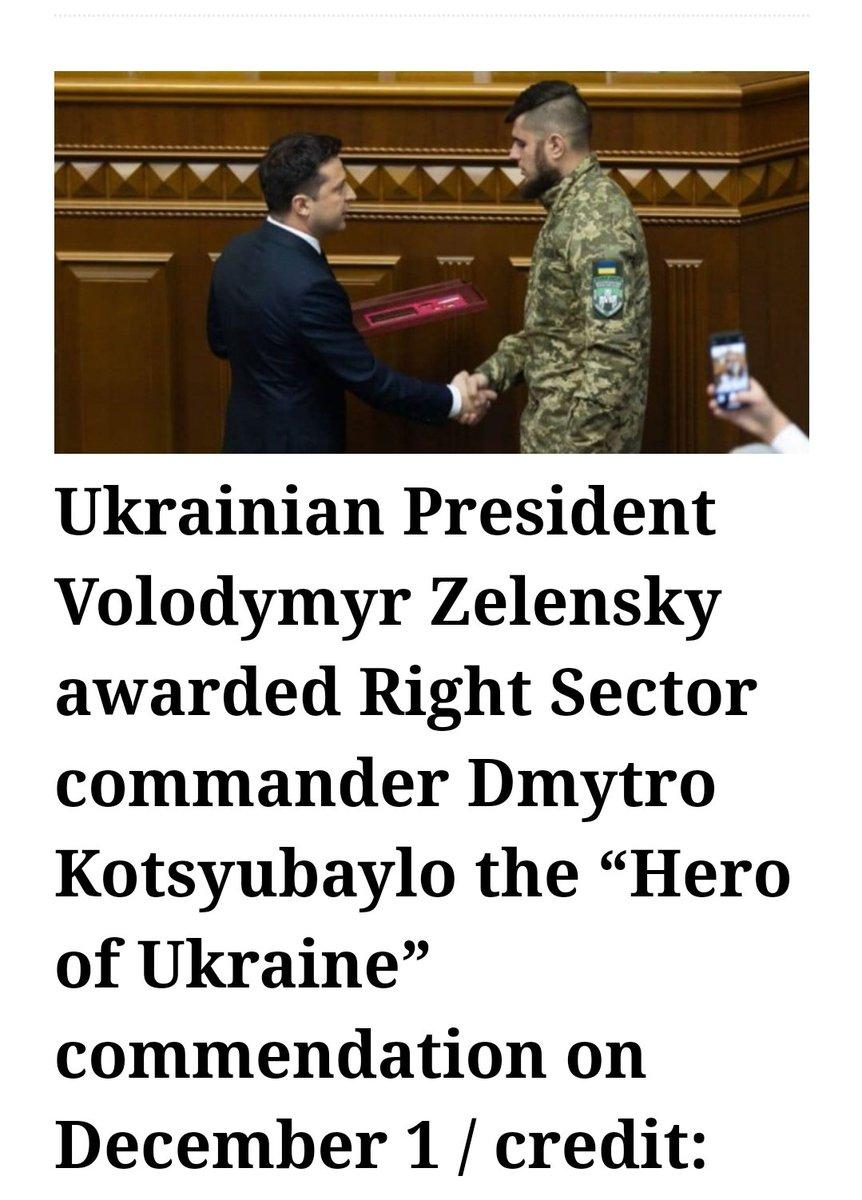 Ukrainian President
Volodymyr Zelensky
awarded Right Sector
commander Dmytro
Kotsyubaylo the “Hero
of Ukraine”
commendation on
December 1 / credit: